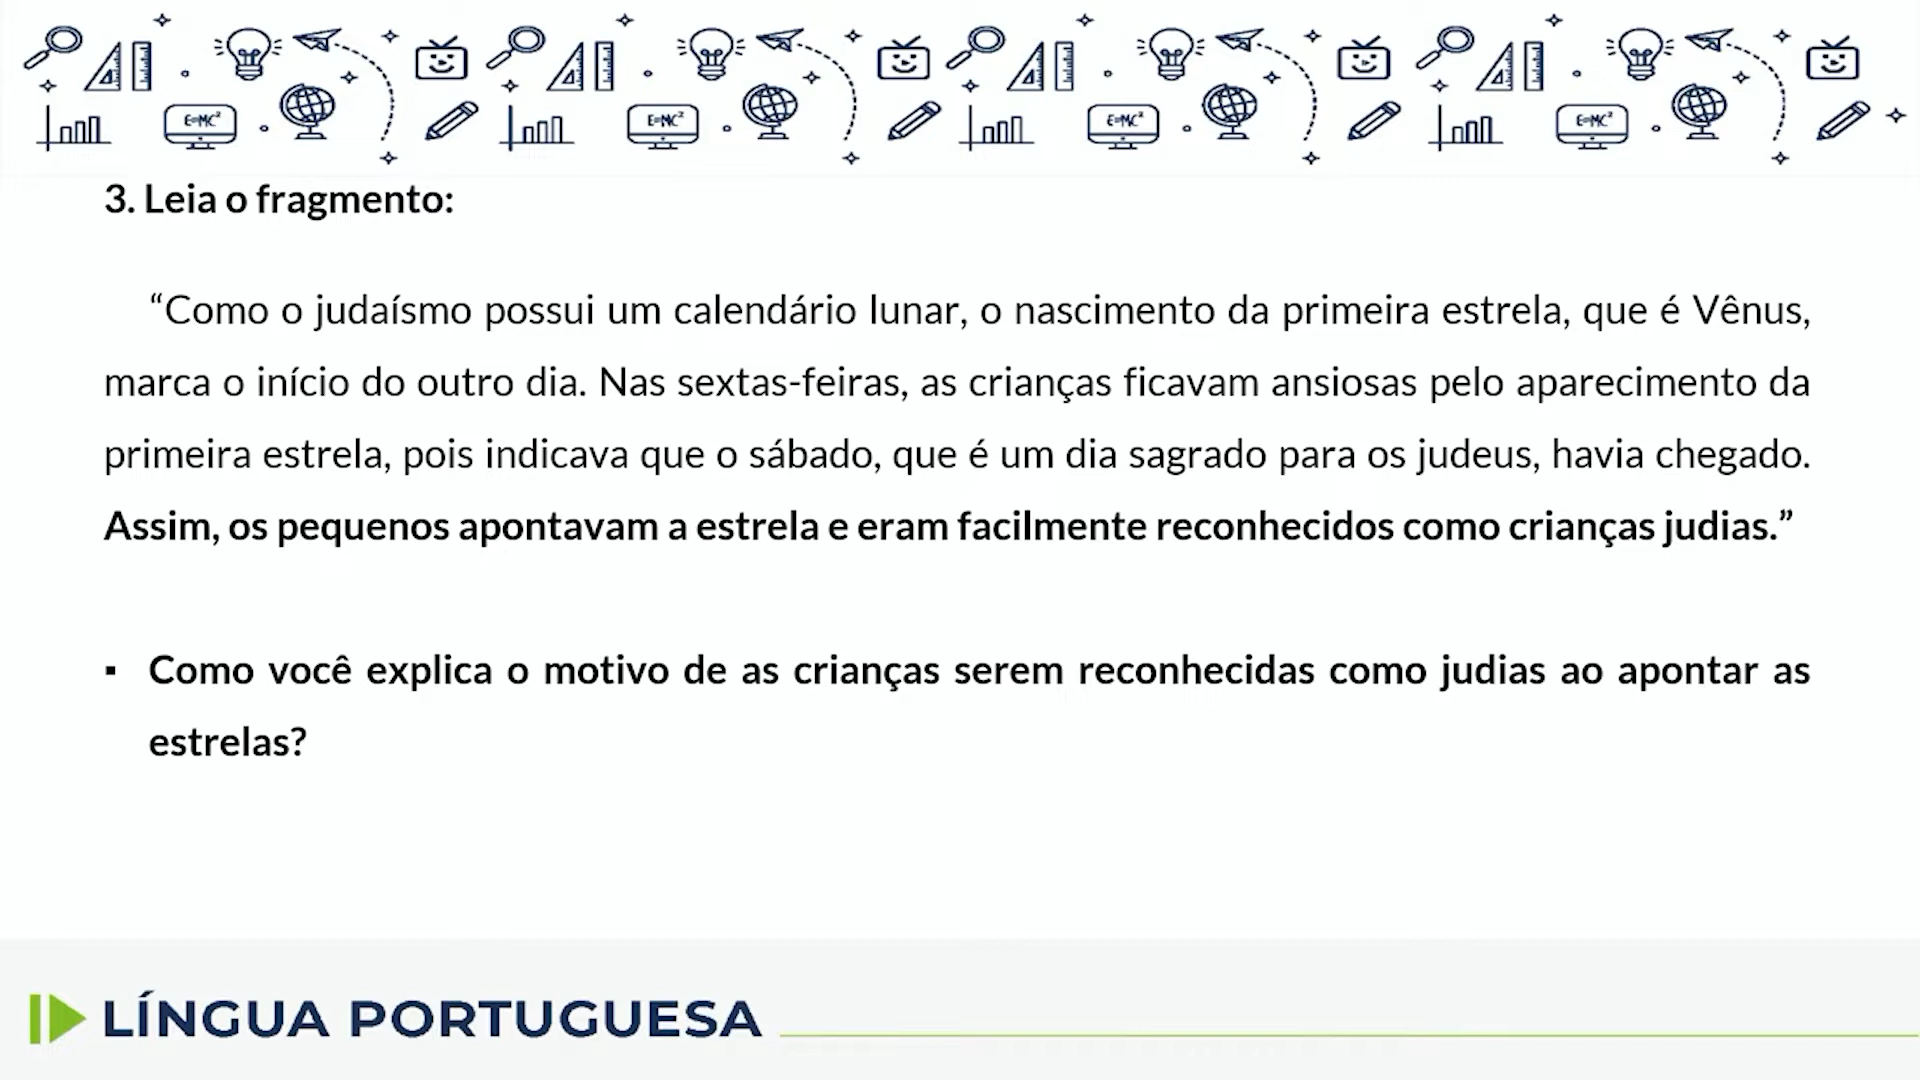 E=MC² E=MC² E=MC² E=MC²
3. Leia o fragmento:
“Como o judaísmo possui um calendário lunar, o nascimento da primeira estrela, que é Vênus,
marca o início do outro dia. Nas sextas-feiras, as crianças ficavam ansiosas pelo aparecimento da
primeira estrela, pois indicava que o sábado, que é um dia sagrado para os judeus, havia chegado.
Assim, os pequenos apontavam a estrela e eram facilmente reconhecidos como crianças judias.”
▪ Como você explica o motivo de as crianças serem reconhecidas como judias ao apontar as
estrelas?
LÍNGUA PORTUGUESA